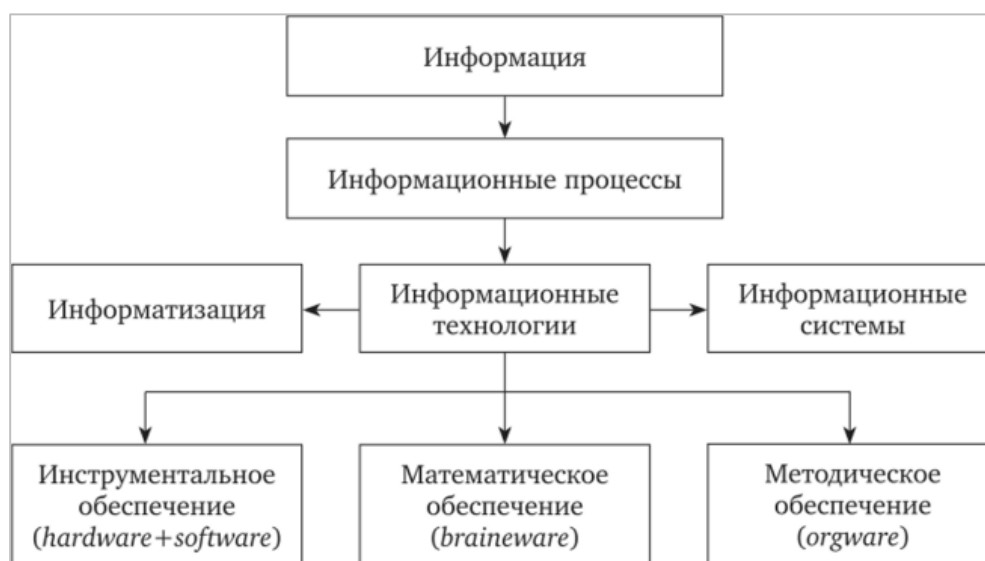 Информация
Информационные процессы
Информатизация
Информационные
технологии
Информационные
системы
Инструментальное
обеспечение
(hardware+software)
Математическое
обеспечение
(braineware)
Методическое
обеспечение
(orgware)